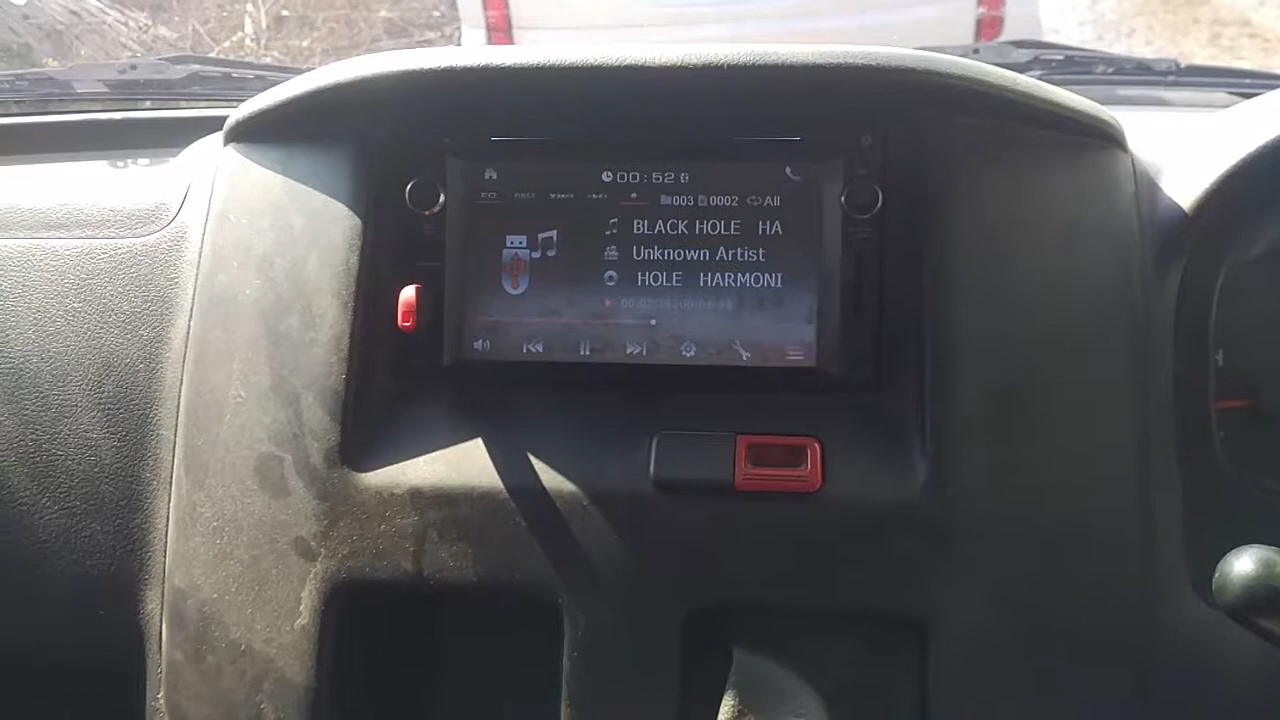 00:52
003 0002 All
BLACK HOLE HA
Unknown Artist
HOLE HARMONI